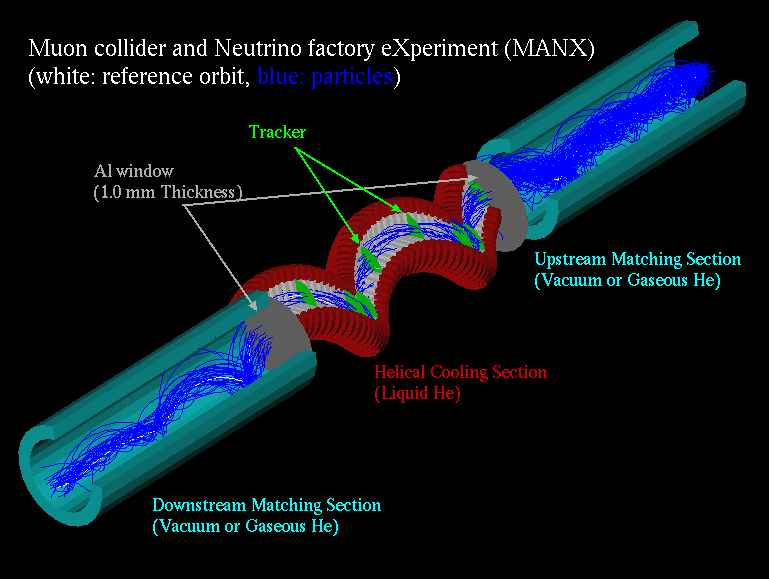 Muon collider and Neutrino factory eXperiment (MANX)
(white: reference orbit, blue: particles)
Tracker
Al window
(1.0 mm Thickness)
Upstream Matching Section
(Vacuum or Gaseous He)
Helical Cooling Section
(Liquid He)
Downstream Matching Section
(Vacuum or Gaseous He)